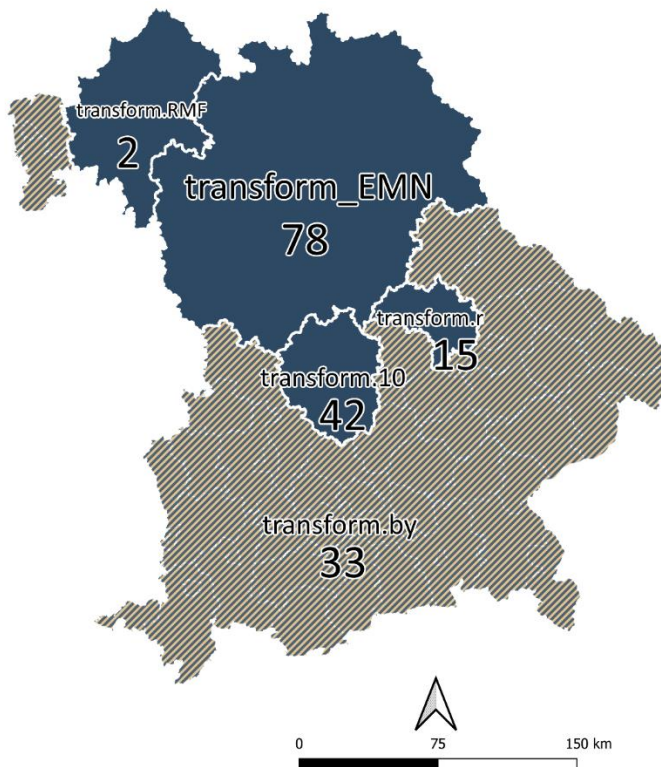 transform.RMF
2
transform_EMN
78
transform.r
15
transform.10
42
transform.by
33
0 75 150 km